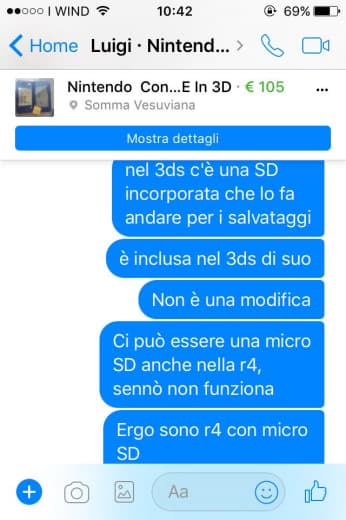 I WIND 10:42 69%
Home Luigi · Nintend... >
Nintendo Con...E In 3D · € 105 ...
Somma Vesuviana
Mostra dettagli
nel 3ds c'è una SD
incorporata che lo fa
andare per i salvataggi
è inclusa nel 3ds di suo
Non è una modifica
Ci può essere una micro
SD anche nella r4,
sennò non funziona
Ergo sono r4 con micro
SD
Aa